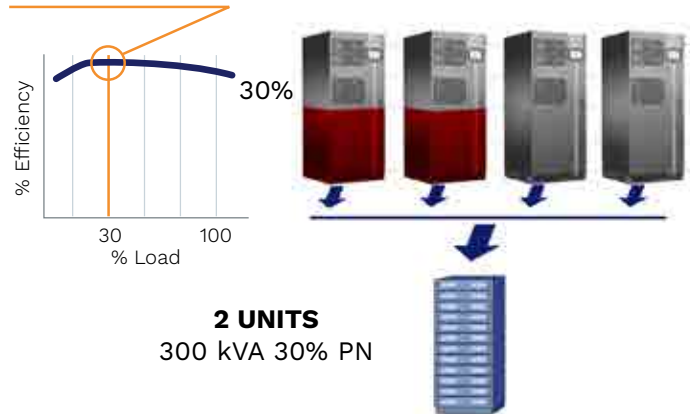 % Efficiency
30%
30
100
% Load
2 UNITS
300 kVA 30% PN